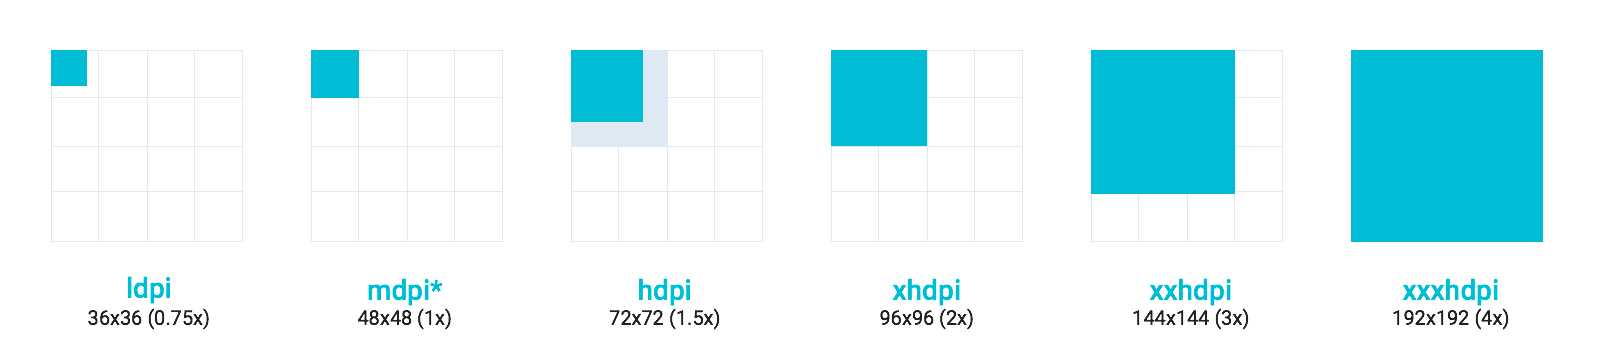 ldpi
36x36 (0.75x)
mdpi*
48x48 (1x)
hdpi
72x72 (1.5x)
xhdpi
96x96 (2x)
xxhdpi
144x144 (3x)
xxxhdpi
192x192 (4x)